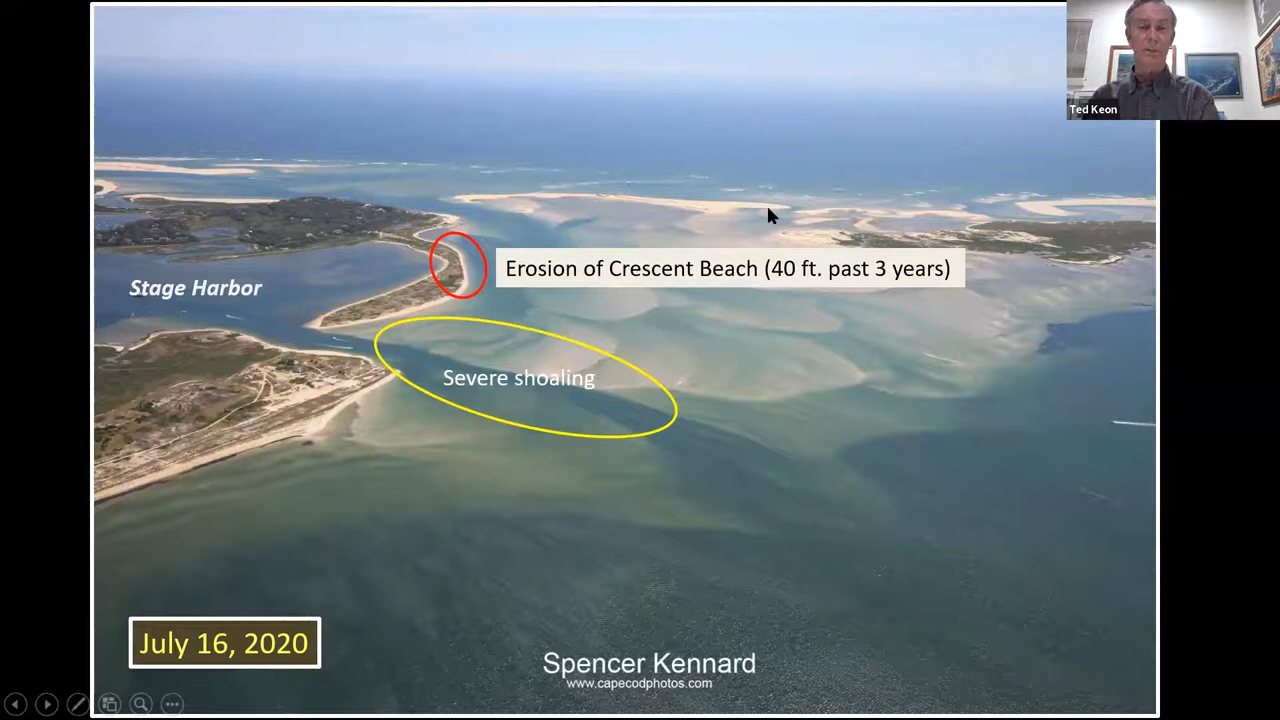 Ted Keon
Erosion of Crescent Beach (40 ft. past 3 years)
Stage Harbor
Severe shoaling
July 16, 2020
Spencer Kennard
www.capecodphotos.com